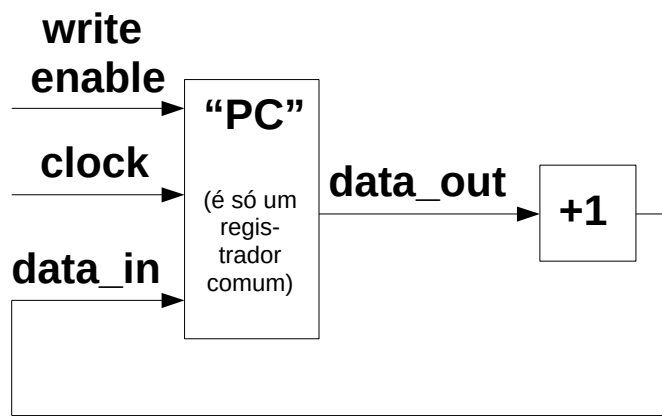 write
enable
clock
data_in
“PC”
(é só um
regis-
trador
comum)
data_out
+1